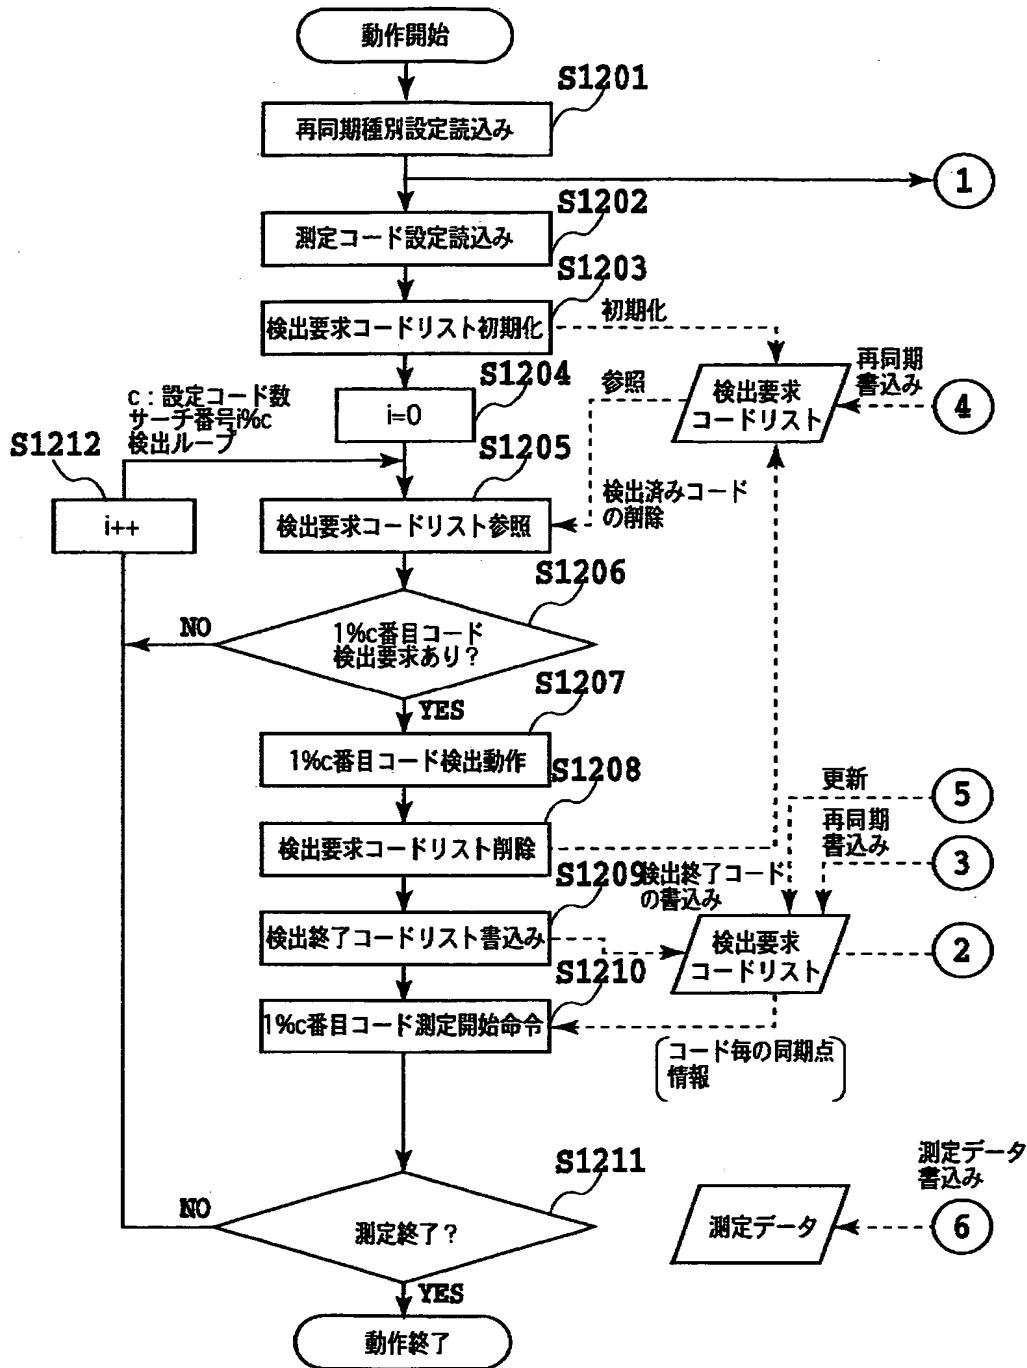 動作開始
S1201
再同期種別設定読込み
1
S1202
測定コード設定読込み
S1203
検出要求コードリスト初期化
初期化
S1204
i=0
参照
検出要求
コードリスト
再同期
書込み
4
c：設定コード数
サーチ番号i%c
検出ループ
S1212
i++
S1205
検出要求コードリスト参照
検出済みコード
の削除
S1206
NO
1%c番目コード
検出要求あり？
YES
S1207
1%c番目コード検出動作
S1208
検出要求コードリスト削除
更新
5
再同期
書込み
3
S1209
検出終了コードリスト書込み
検出終了コード
の書込み
検出要求
コードリスト
2
S1210
1%c番目コード測定開始命令
コード毎の同期点
情報
S1211
NO
測定終了？
YES
測定データ
測定データ
書込み
6
動作終了